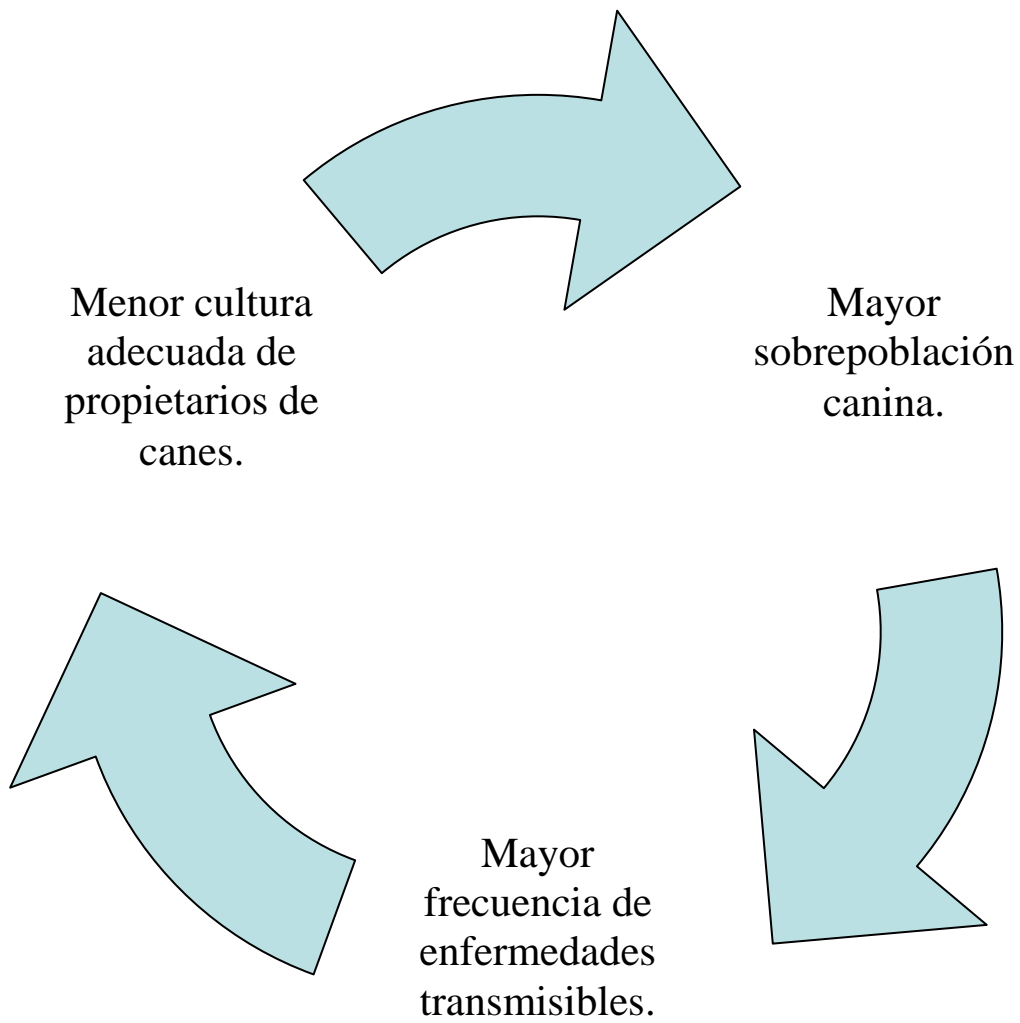 Menor cultura
adecuada de
propietarios de
canes.
Mayor
sobrepoblación
canina.
Mayor
frecuencia de
enfermedades
transmisibles.